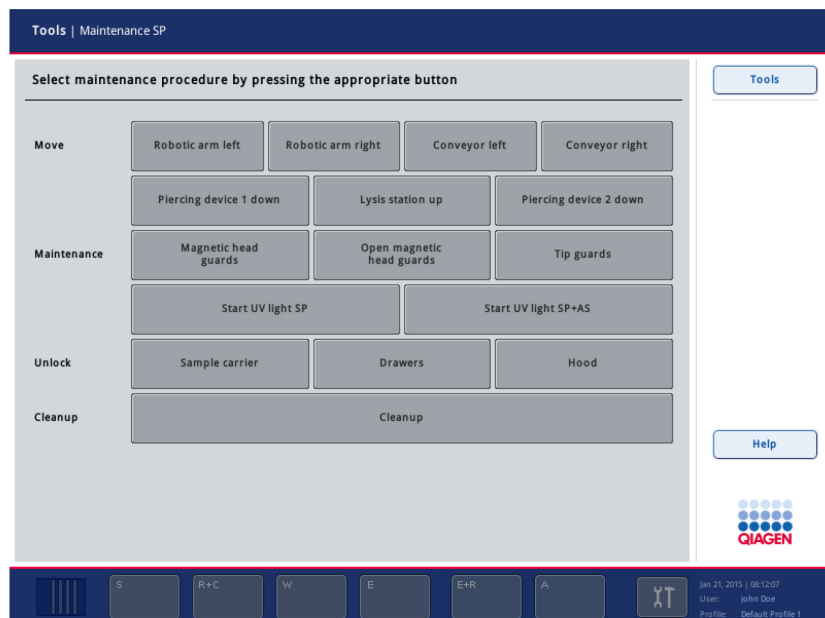 Tools | Maintenance SP
Select maintenance procedure by pressing the appropriate button
Tools
Move
Robotic arm left
Robotic arm right
Conveyor left
Conveyor right
Piercing device 1 down
Lysis station up
Piercing device 2 down
Maintenance
Magnetic head
guards
Open magnetic
head guards
Tip guards
Start UV light SP
Start UV light SP+AS
Unlock
Sample carrier
Drawers
Hood
Cleanup
Cleanup
Help
QIAGEN
S
R+C
W
E
E+R
A
Jan 21, 2015 | 08:12:07
User: John Doe
Profile: Default Profile 1